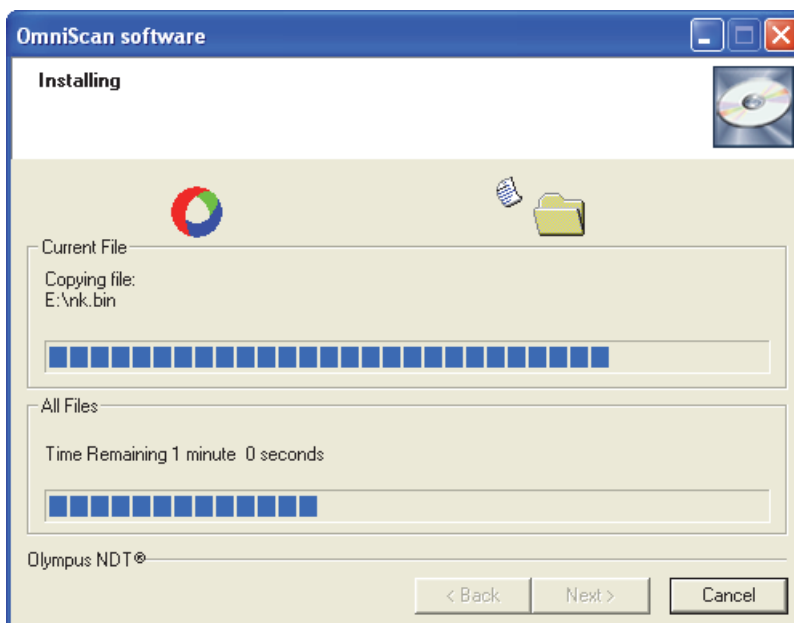 OmniScan software
Installing
Current File
Copying file:
E:\nk.bin
All Files
Time Remaining 1 minute  0 seconds
Olympus NDT®
< Back
Next >
Cancel